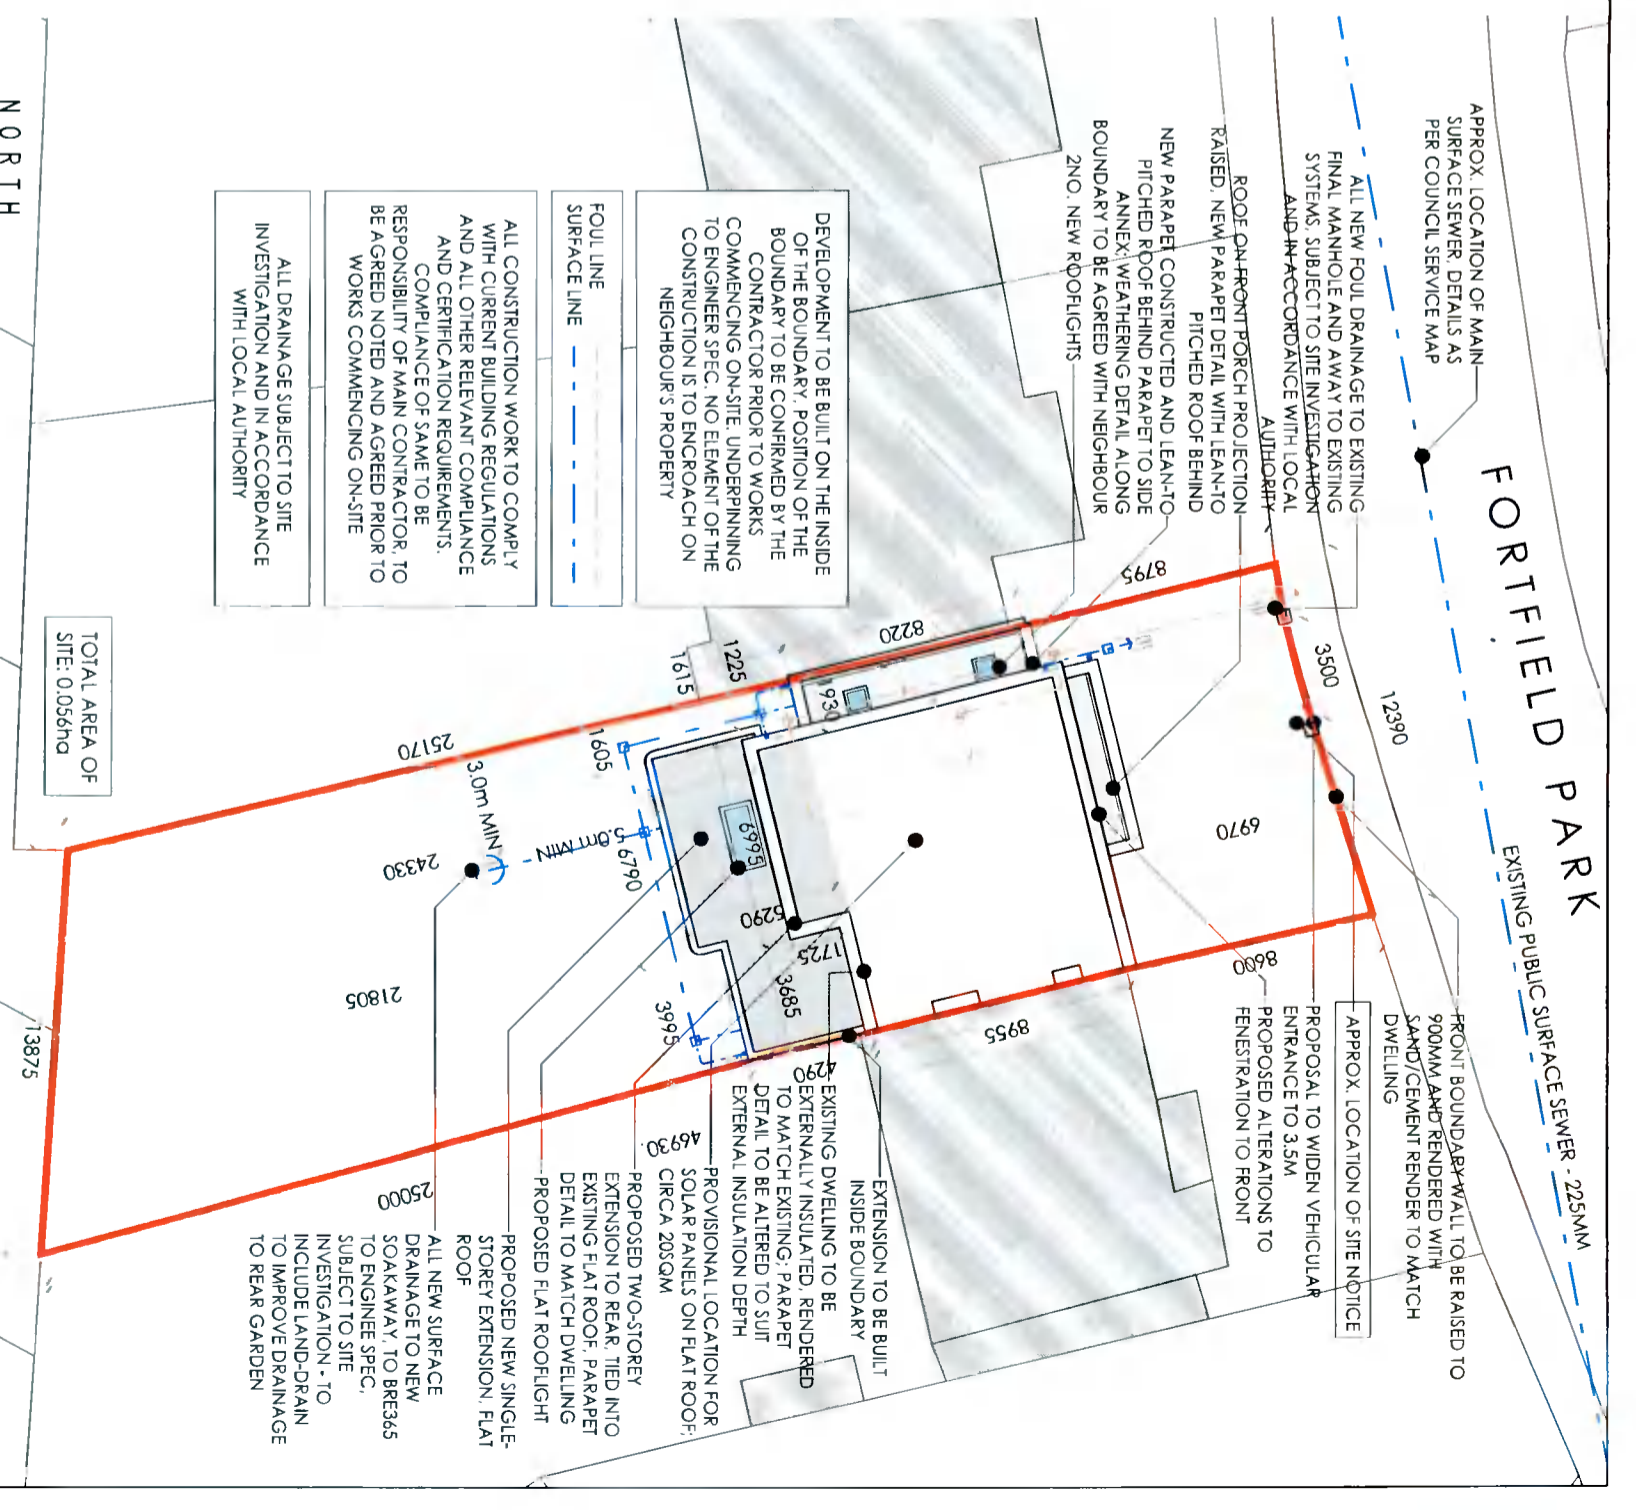 FORTFIELD PARK
EXISTING PUBLIC SURFACE SEWER - 225MM
APPROX. LOCATION OF MAIN
SURFACE SEWER, DETAILS AS
PER COUNCIL SERVICE MAP
ALL NEW FOUL DRAINAGE TO EXISTING
FINAL MANHOLE AND AWAY TO EXISTING
SYSTEMS, SUBJECT TO SITE INVESTIGATION
AND IN ACCORDANCE WITH LOCAL
AUTHORITY
ROOF ON FRONT PORCH PROJECTION
RAISED, NEW PARAPET DETAIL WITH LEAN-TO
PITCHED ROOF BEHIND
NEW PARAPET CONSTRUCTED AND LEAN-TO
PITCHED ROOF BEHIND PARAPET TO SIDE
ANNEX; WEATHERING DETAIL ALONG
BOUNDARY TO BE AGREED WITH NEIGHBOUR
2NO. NEW ROOFLIGHTS
DEVELOPMENT TO BE BUILT ON THE INSIDE
OF THE BOUNDARY. POSITION OF THE
BOUNDARY TO BE CONFIRMED BY THE
CONTRACTOR PRIOR TO WORKS
COMMENCING ON-SITE. UNDERPINNING
TO ENGINEER SPEC. NO ELEMENT OF THE
CONSTRUCTION IS TO ENCROACH ON
NEIGHBOUR'S PROPERTY
FOUL LINE
SURFACE LINE
ALL CONSTRUCTION WORK TO COMPLY
WITH CURRENT BUILDING REGULATIONS
AND ALL OTHER RELEVANT COMPLIANCE
AND CERTIFICATION REQUIREMENTS.
COMPLIANCE OF SAME TO BE
RESPONSIBILITY OF MAIN CONTRACTOR, TO
BE AGREED NOTED AND AGREED PRIOR TO
WORKS COMMENCING ON-SITE
ALL DRAINAGE SUBJECT TO SITE
INVESTIGATION AND IN ACCORDANCE
WITH LOCAL AUTHORITY
NORTH
TOTAL AREA OF
SITE: 0.056ha
12390
3500
8795
8220
6970
8600
930
1225
1615
1605
25170
3.0m MIN
5.0m MIN
6790
6995
6290
1725
3685
3995
4290
8955
24330
21805
46930
25000
13875
FRONT BOUNDARY WALL TO BE RAISED TO
900MM AND RENDERED WITH
SAND/CEMENT RENDER TO MATCH
DWELLING
APPROX. LOCATION OF SITE NOTICE
PROPOSAL TO WIDEN VEHICULAR
ENTRANCE TO 3.5M
PROPOSED ALTERATIONS TO
FENESTRATION TO FRONT
EXTENSION TO BE BUILT
INSIDE BOUNDARY
EXISTING DWELLING TO BE
EXTERNALLY INSULATED, RENDERED
TO MATCH EXISTING; PARAPET
DETAIL TO BE ALTERED TO SUIT
EXTERNAL INSULATION DEPTH
PROVISIONAL LOCATION FOR
SOLAR PANELS ON FLAT ROOF;
CIRCA 20SQM
PROPOSED TWO-STOREY
EXTENSION TO REAR, TIED INTO
EXISTING FLAT ROOF, PARAPET
DETAIL TO MATCH DWELLING
PROPOSED FLAT ROOFLIGHT
PROPOSED NEW SINGLE-
STOREY EXTENSION, FLAT
ROOF
ALL NEW SURFACE
DRAINAGE TO NEW
SOAKAWAY, TO BRE365
TO ENGINEE SPEC,
SUBJECT TO SITE
INVESTIGATION - TO
INCLUDE LAND-DRAIN
TO IMPROVE DRAINAGE
TO REAR GARDEN